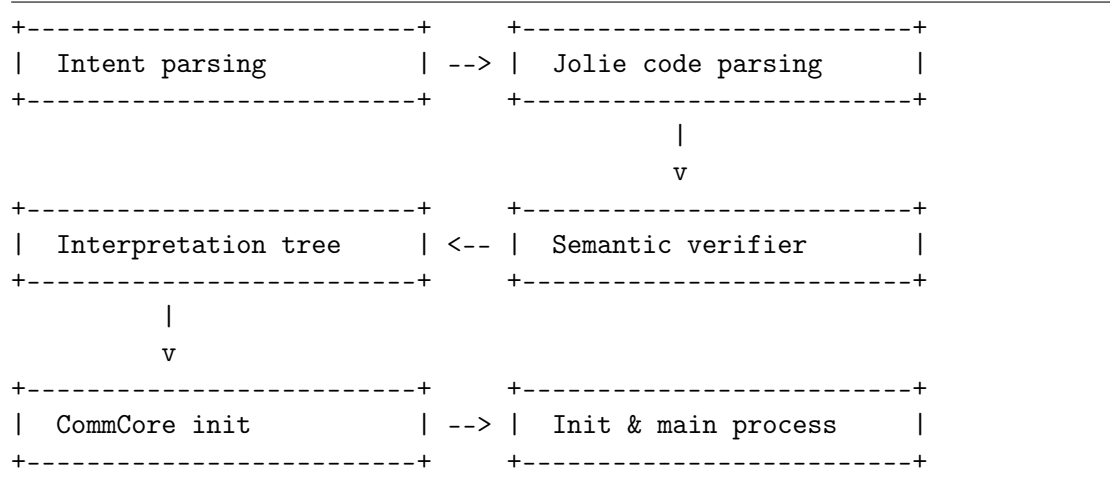 +--------------------------+     +--------------------------+
|  Intent parsing          | --> |  Jolie code parsing      |
+--------------------------+     +--------------------------+
                                            |
                                            v
+--------------------------+     +--------------------------+
|  Interpretation tree     | <-- |  Semantic verifier       |
+--------------------------+     +--------------------------+
          |
          v
+--------------------------+     +--------------------------+
|  CommCore init           | --> |  Init & main process     |
+--------------------------+     +--------------------------+